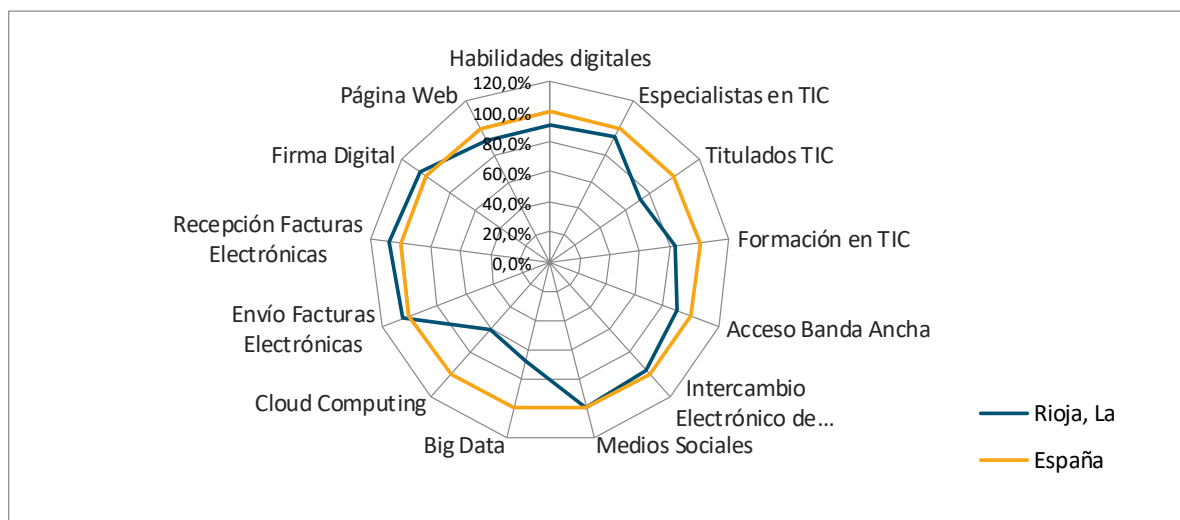 Habilidades digitales
120,0%
100,0%
80,0%
60,0%
40,0%
20,0%
0,0%
Especialistas en TIC
Titulados TIC
Formación en TIC
Acceso Banda Ancha
Intercambio
Electrónico de...
Medios Sociales
Big Data
Cloud Computing
Envío Facturas
Electrónicas
Recepción Facturas
Electrónicas
Firma Digital
Página Web
Rioja, La
España